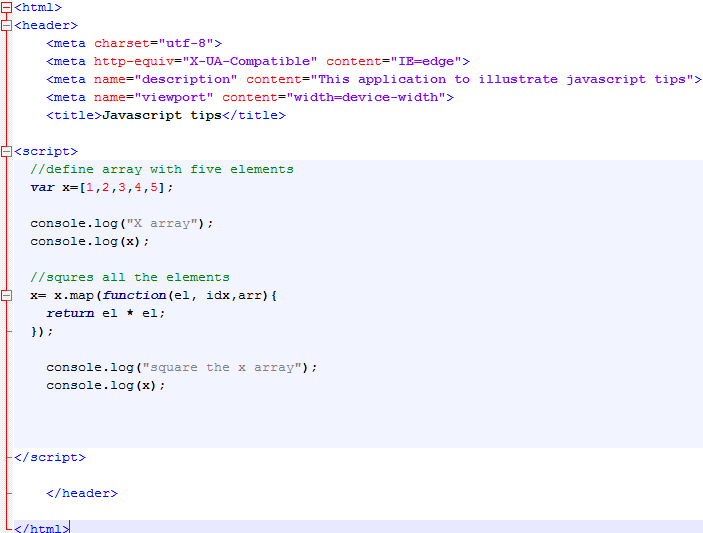 <html>
<header>
<meta charset="utf-8">
<meta http-equiv="X-UA-Compatible" content="IE=edge">
<meta name="description" content="This application to illustrate javascript tips">
<meta name="viewport" content="width=device-width">
<title>Javascript tips</title>
<script>
//define array with five elements
var x=[1,2,3,4,5];
console.log("X array");
console.log(x);
//squres all the elements
x= x.map(function(el, idx,arr){
return el * el;
});
console.log("square the x array");
console.log(x);
</script>
</header>
</html>